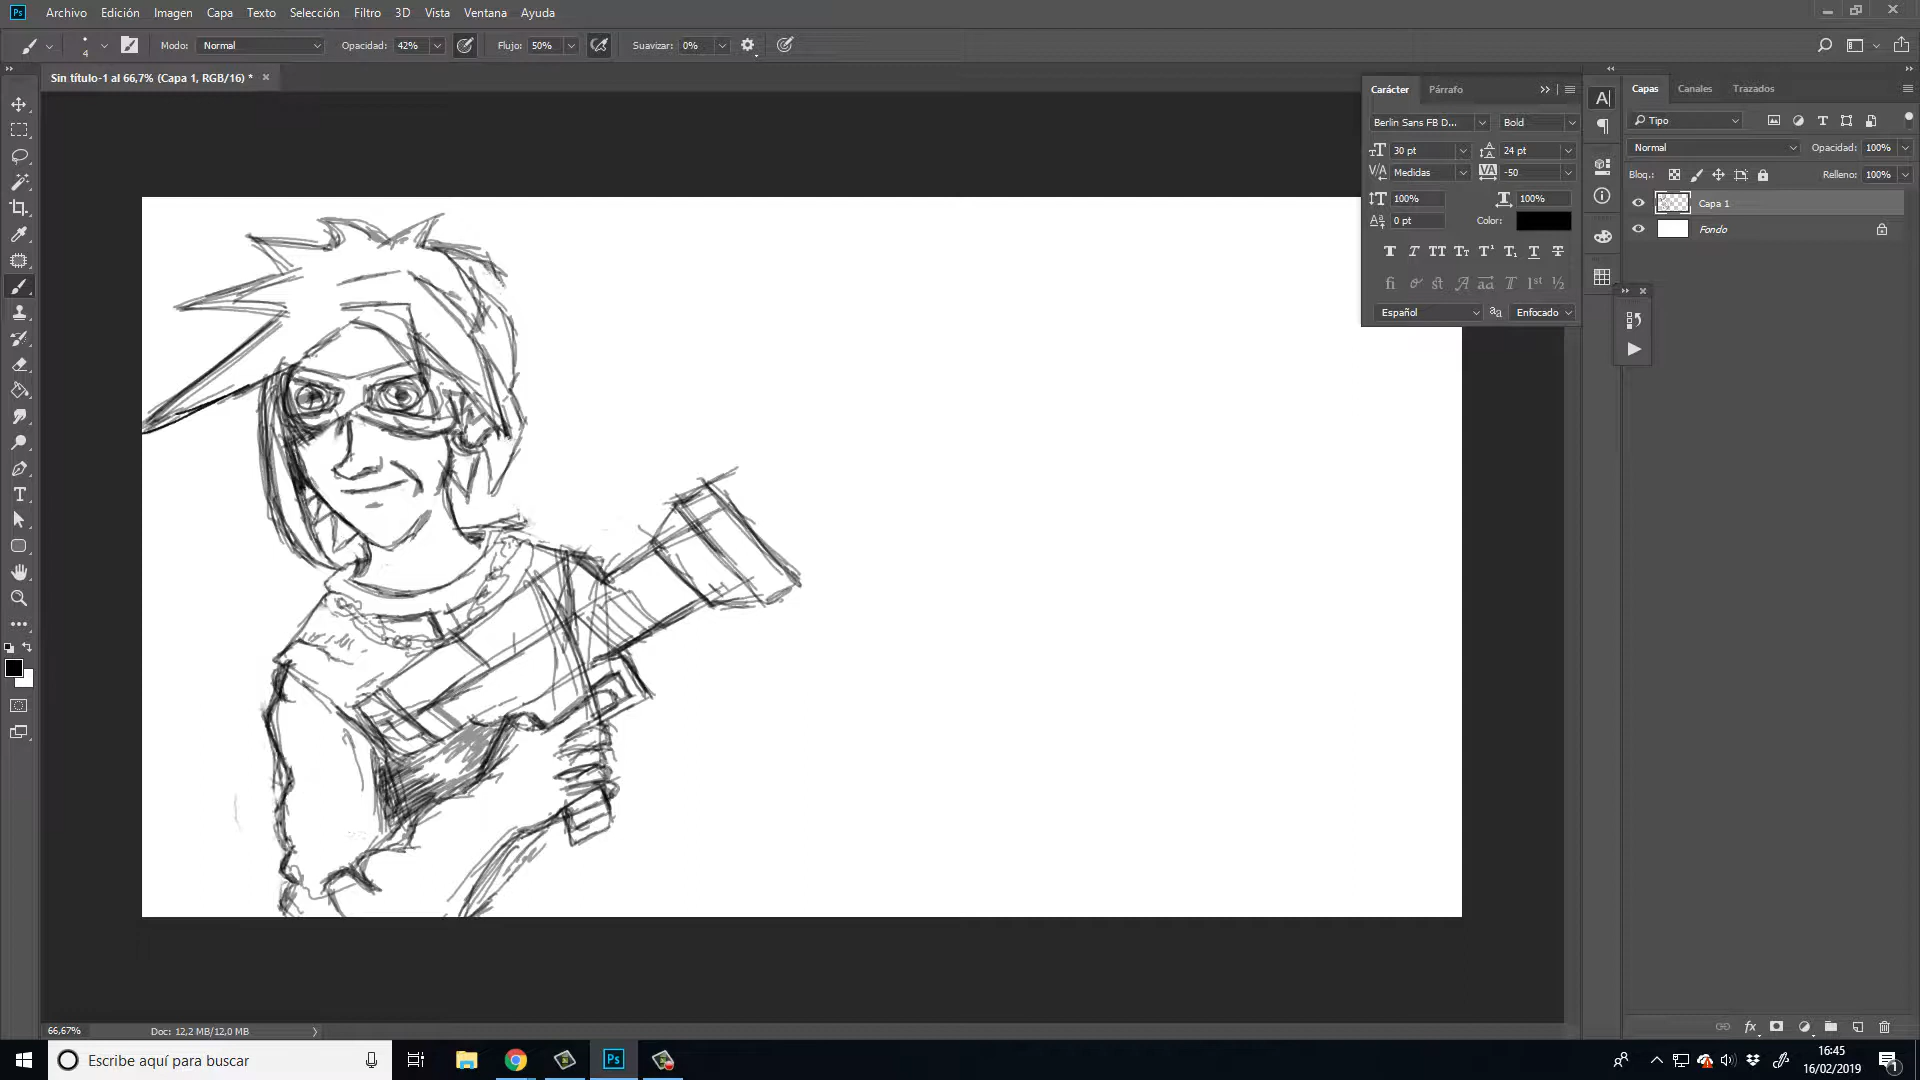 Ps Archivo Edición Imagen Capa Texto Selección Filtro 3D Vista Ventana Ayuda
4 Modo: Normal Opacidad: 42% Flujo: 50% Suavizar: 0%
Sin título-1 al 66,7% (Capa 1, RGB/16) * ×
Carácter Párrafo
Berlin Sans FB D... Bold
30 pt 24 pt
Medidas -50
100% 100%
0 pt Color:
Español Enfocado
Capas Canales Trazados
Tipo
Normal Opacidad: 100%
Bloq.: Relleno: 100%
Capa 1
Fondo
66,67% Doc: 12,2 MB/12,0 MB
Escribe aquí para buscar
Ps
16:45
16/02/2019
1